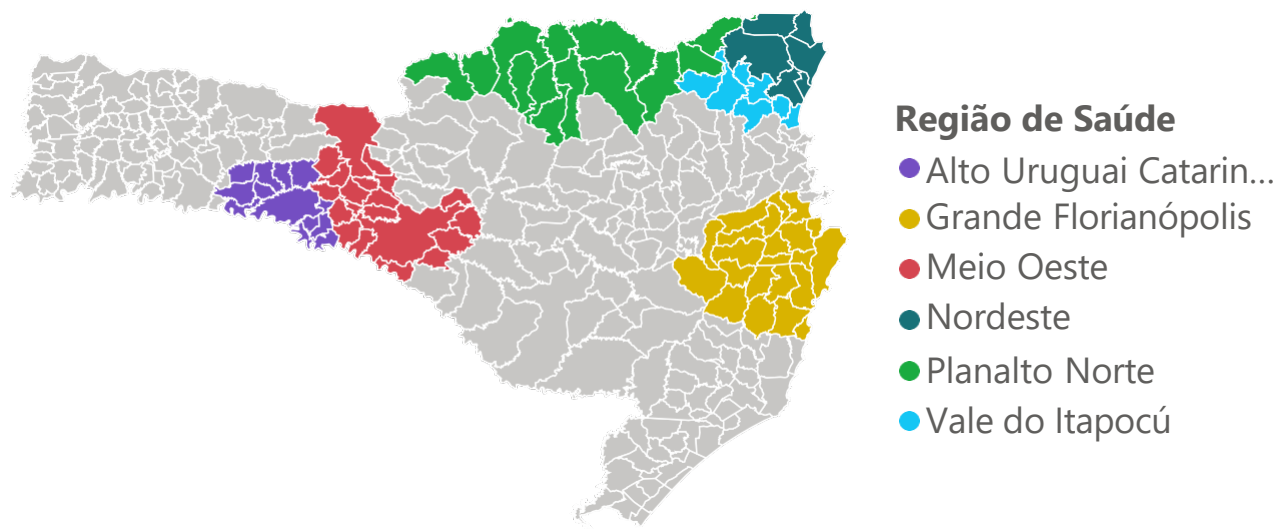 Região de Saúde
Alto Uruguai Catarin...
Grande Florianópolis
Meio Oeste
Nordeste
Planalto Norte
Vale do Itapocú